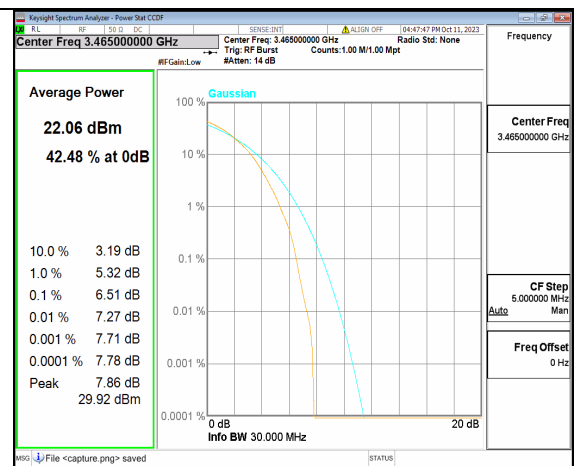 Keysight Spectrum Analyzer - Power Stat CCDF
RL RF 50 Ω DC SENSE:INT ALIGN OFF 04:47:47 PM Oct 11, 2023
Center Freq 3.465000000 GHz
Center Freq: 3.465000000 GHz Radio Std: None
Trig: RF Burst Counts:1.00 M/1.00 Mpt
#IFGain:Low #Atten: 14 dB
Frequency
Average Power
22.06 dBm
42.48 % at 0dB
10.0 % 3.19 dB
1.0 % 5.32 dB
0.1 % 6.51 dB
0.01 % 7.27 dB
0.001 % 7.71 dB
0.0001 % 7.78 dB
Peak 7.86 dB
29.92 dBm
Gaussian
100 %
10 %
1 %
0.1 %
0.01 %
0.001 %
0.0001 %
0 dB 20 dB
Info BW 30.000 MHz
Center Freq
3.465000000 GHz
CF Step
5.000000 MHz
Auto Man
Freq Offset
0 Hz
MSG File <capture.png> saved STATUS